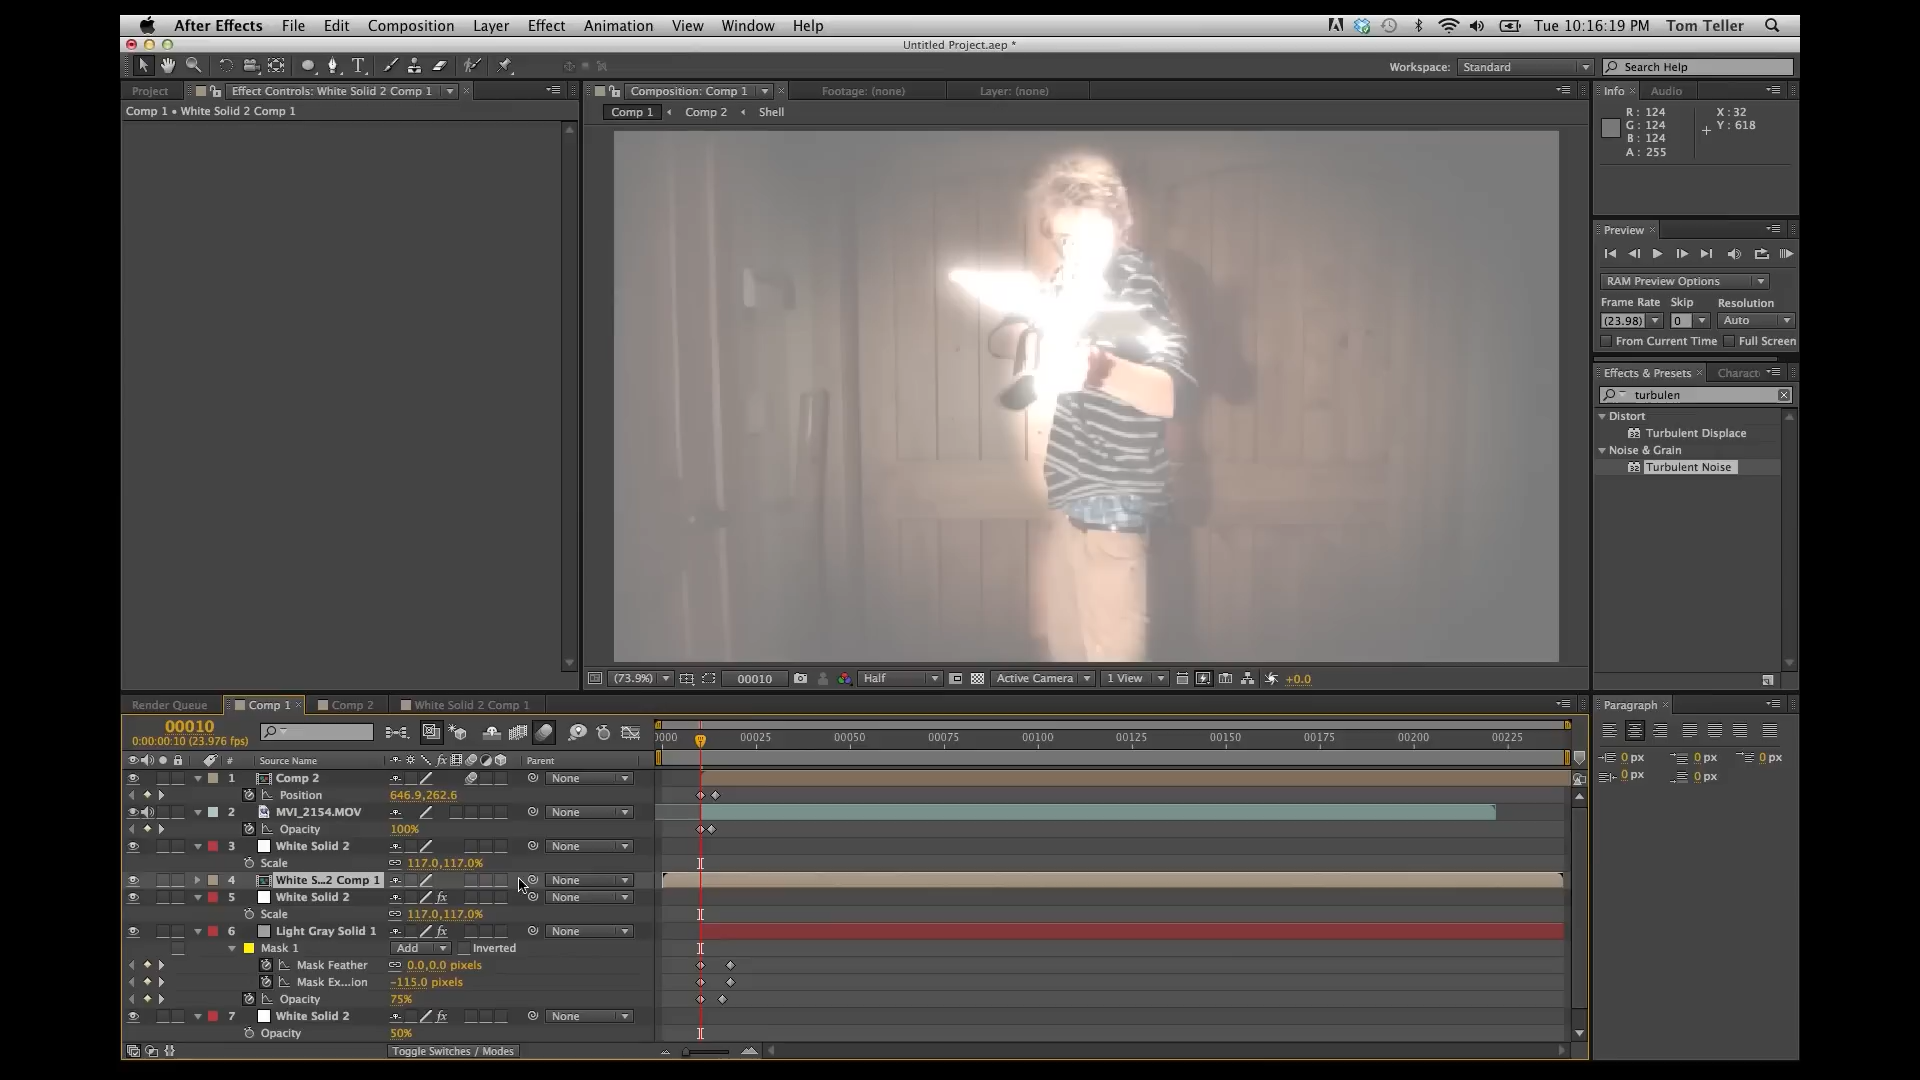 After Effects File Edit Composition Layer Effect Animation View Window Help Tue 10:16:19 PM Tom Teller
Untitled Project.aep *
Workspace: Standard Search Help
Project Effect Controls: White Solid 2 Comp 1
Comp 1 • White Solid 2 Comp 1
Composition: Comp 1 Footage: (none) Layer: (none)
Comp 1 Comp 2 Shell
Info Audio
R: 124 X: 32
G: 124 Y: 618
B: 124
A: 255
Preview
RAM Preview Options
Frame Rate Skip Resolution
(23.98) 0 Auto
From Current Time Full Screen
Effects & Presets Charact
turbulen
Distort
Turbulent Displace
Noise & Grain
Turbulent Noise
(73.9%) 00010 Half Active Camera 1 View +0.0
Render Queue Comp 1 Comp 2 White Solid 2 Comp 1
00010
0:00:00:10 (23.976 fps)
0000 00025 00050 00075 00100 00125 00150 00175 00200 00225
# Source Name fx Parent
1 Comp 2 None
Position 646.9,262.6
2 MVI_2154.MOV None
Opacity 100%
3 White Solid 2 None
Scale 117.0,117.0%
4 White S...2 Comp 1 None
5 White Solid 2 fx None
Scale 117.0,117.0%
6 Light Gray Solid 1 fx None
Mask 1 Add Inverted
Mask Feather 0.0,0.0 pixels
Mask Ex...ion -115.0 pixels
Opacity 75%
7 White Solid 2 fx None
Opacity 50%
Toggle Switches / Modes
Paragraph
0 px 0 px 0 px
0 px 0 px